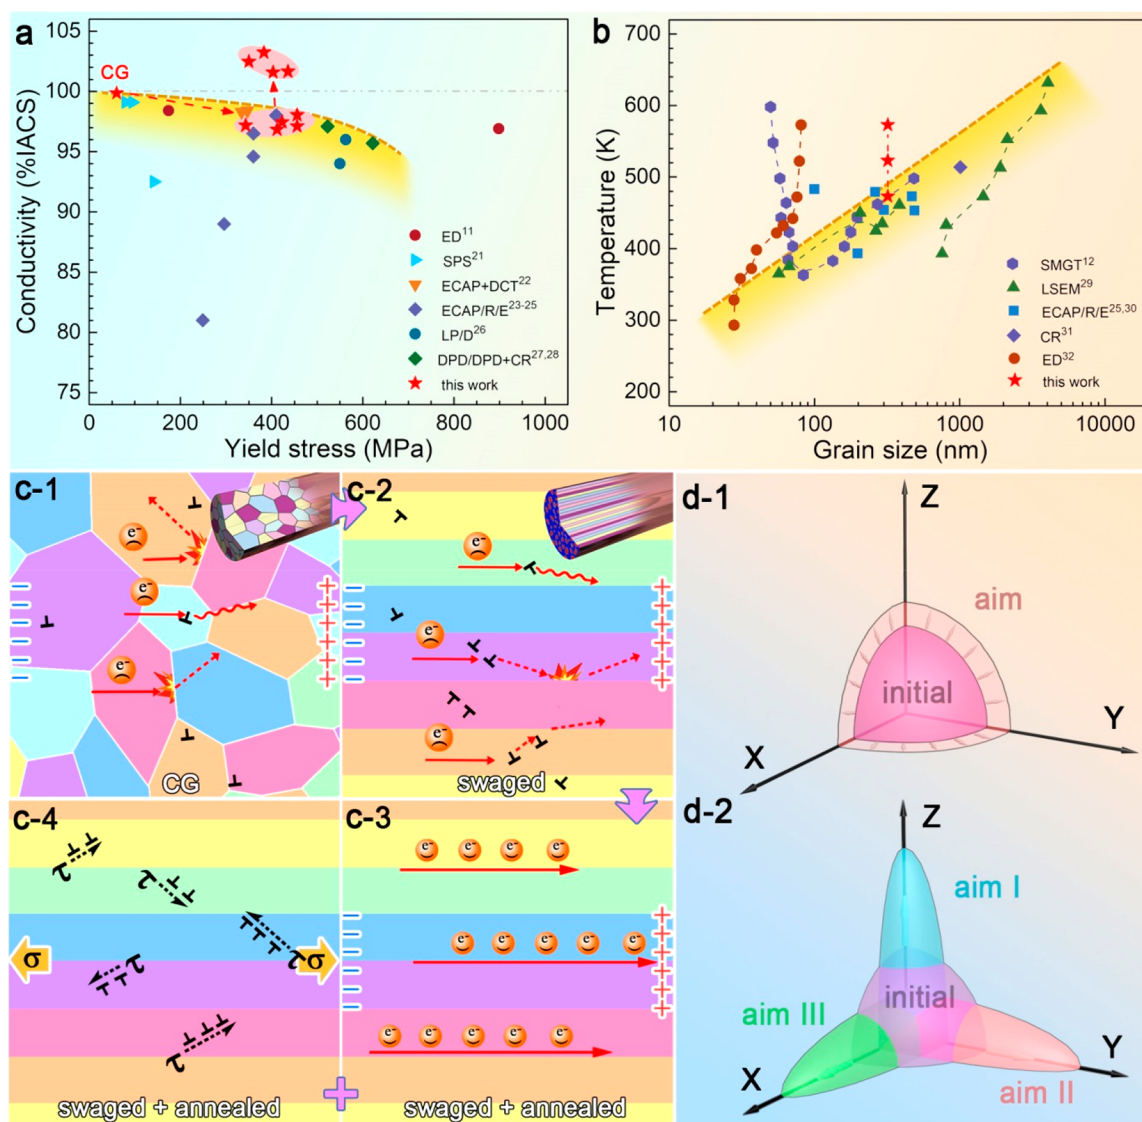 a
105
100
95
90
85
80
75
Conductivity (%IACS)
CG
ED11
SPS21
ECAP+DCT22
ECAP/R/E23-25
LP/D26
DPD/DPD+CR27,28
this work
0 200 400 600 800 1000
Yield stress (MPa)
b
700
600
500
400
300
200
Temperature (K)
SMGT12
LSEM29
ECAP/R/E25,30
CR31
ED32
this work
10 100 1000 10000
Grain size (nm)
c-1
e-
e-
e-
CG
c-2
e-
e-
e-
swaged
d-1
Z
aim
initial
Y
X
c-4
τ
τ
σ
τ
σ
τ
τ
swaged + annealed
c-3
e- e- e- e-
e- e- e- e- e-
e- e- e- e- e-
swaged + annealed
d-2
Z
aim I
initial
aim III
Y
X
aim II